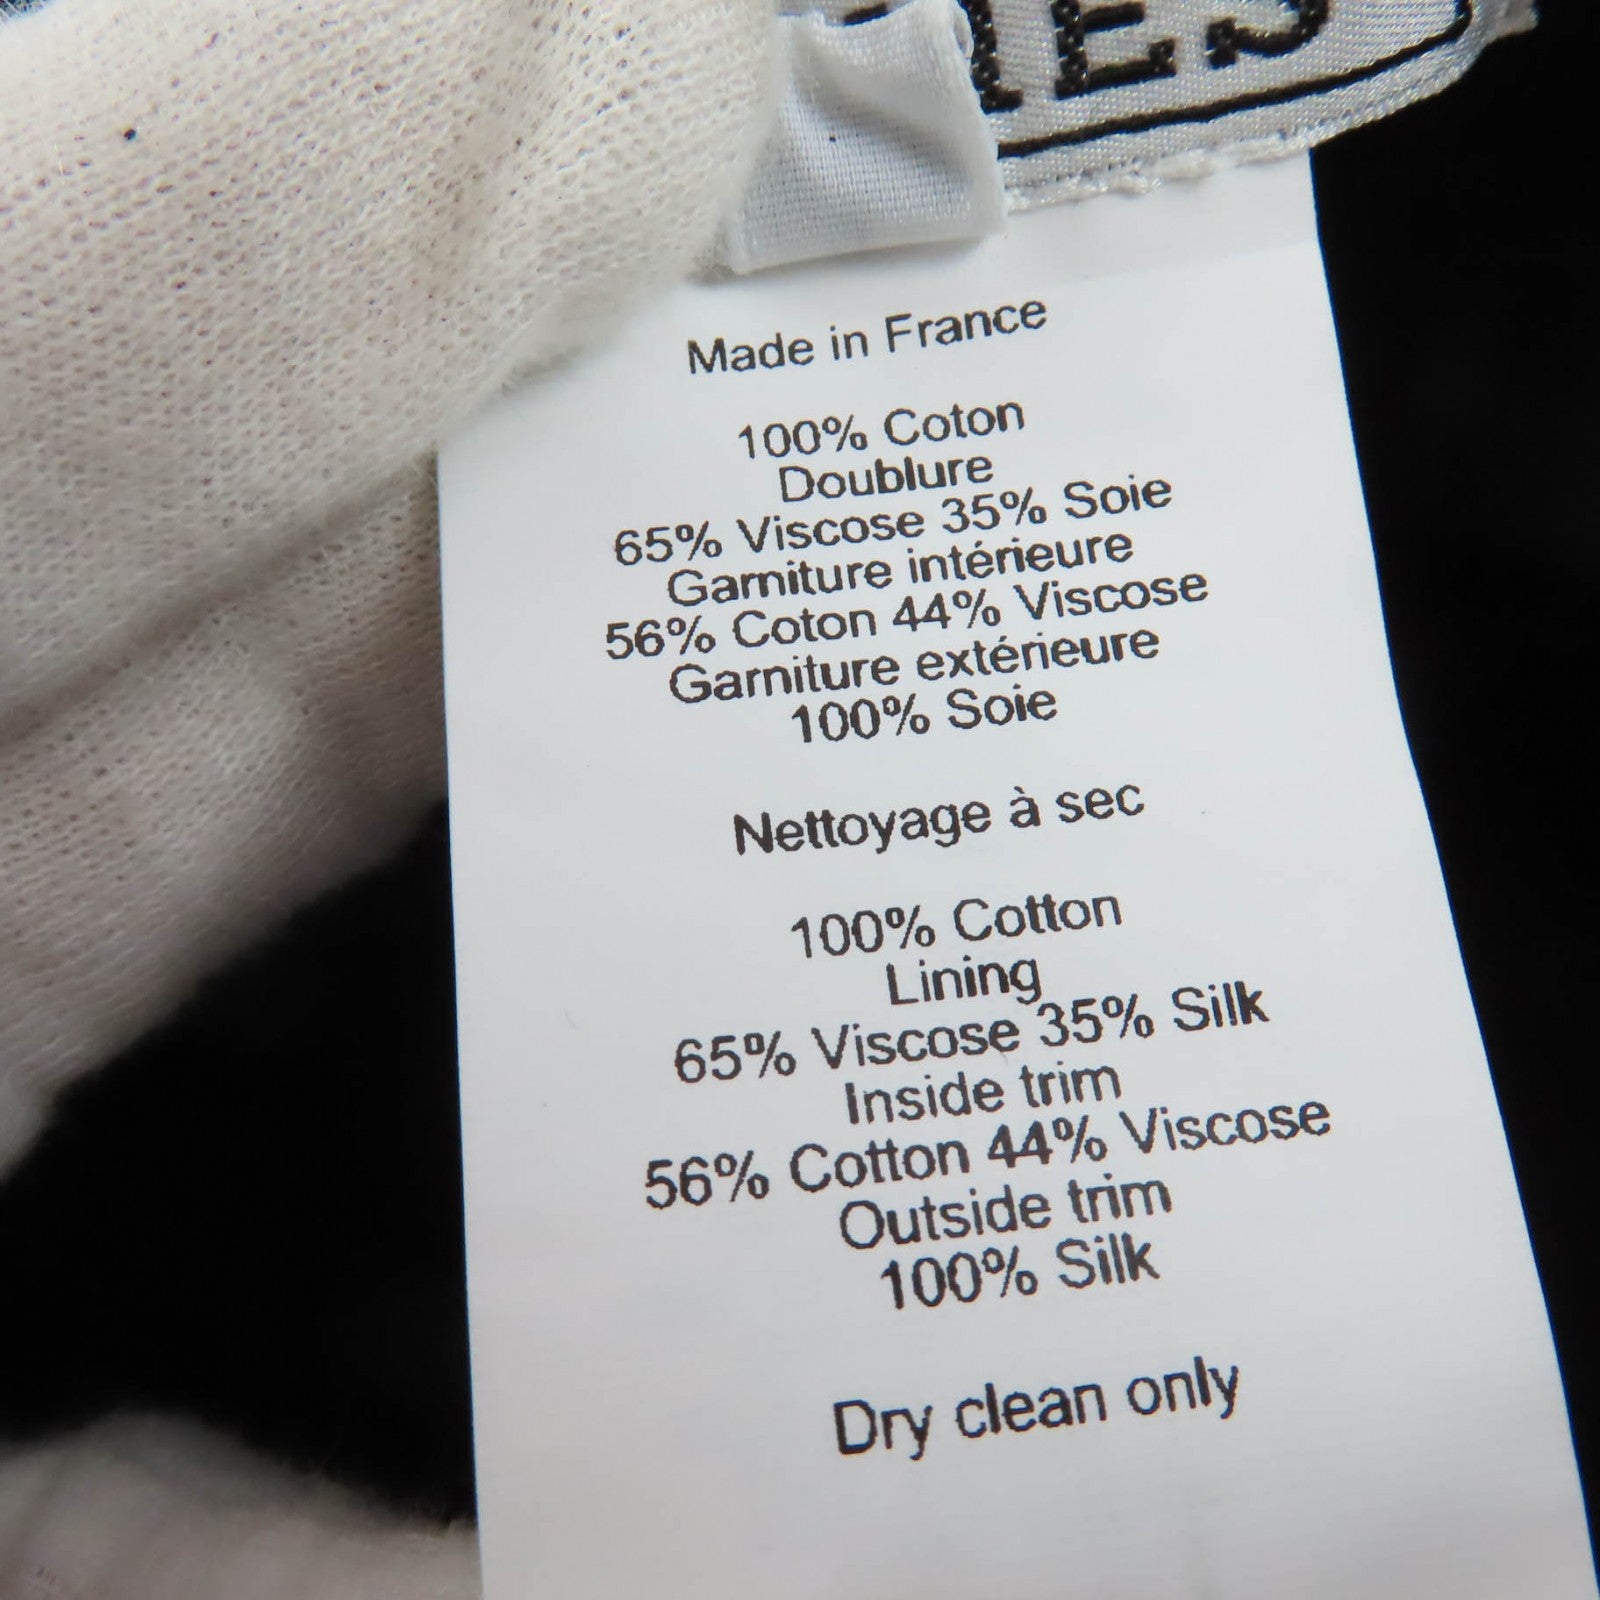 Made in France
100% Coton
Doublure
65% Viscose 35% Soie
Garniture intérieure
56% Coton 44% Viscose
Garniture extérieure
100% Soie
Nettoyage à sec
100% Cotton
Lining
65% Viscose 35% Silk
Inside trim
56% Cotton 44% Viscose
Outside trim
100% Silk
Dry clean only